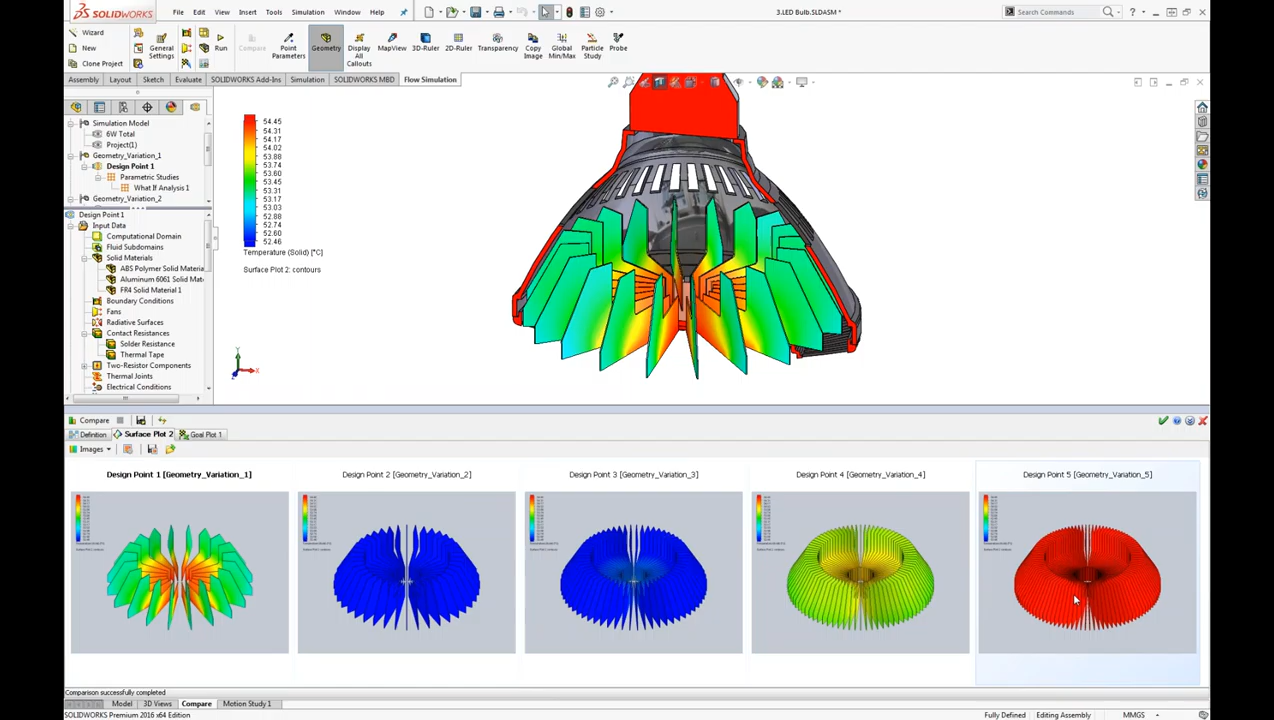 SOLIDWORKS File Edit View Insert Tools Simulation Window Help 3.LED Bulb.SLDASM * Search Commands
Wizard
New
Clone Project
General Settings
Run
Compare
Point Parameters
Geometry
Display All Callouts
MapView
3D-Ruler
2D-Ruler
Transparency
Copy Image
Global Min/Max
Particle Study
Probe
Assembly Layout Sketch Evaluate SOLIDWORKS Add-Ins Simulation SOLIDWORKS MBD Flow Simulation
Simulation Model
6W Total
Project(1)
Geometry_Variation_1
Design Point 1
Parametric Studies
What If Analysis 1
Geometry_Variation_2
Design Point 1
Input Data
Computational Domain
Fluid Subdomains
Solid Materials
ABS Polymer Solid Materia
Aluminum 6061 Solid Mat
FR4 Solid Material 1
Boundary Conditions
Fans
Radiative Surfaces
Contact Resistances
Solder Resistance
Thermal Tape
Two-Resistor Components
Thermal Joints
Electrical Conditions
54.45
54.31
54.17
54.02
53.88
53.74
53.60
53.45
53.31
53.17
53.03
52.88
52.74
52.60
52.46
Temperature (Solid) [°C]
Surface Plot 2: contours
Y
X
Z
Compare
Definition Surface Plot 2 Goal Plot 1
Images
Design Point 1 [Geometry_Variation_1] Design Point 2 [Geometry_Variation_2] Design Point 3 [Geometry_Variation_3] Design Point 4 [Geometry_Variation_4] Design Point 5 [Geometry_Variation_5]
Comparison successfully completed
Model 3D Views Compare Motion Study 1
SOLIDWORKS Premium 2016 x64 Edition Fully Defined Editing Assembly MMGS